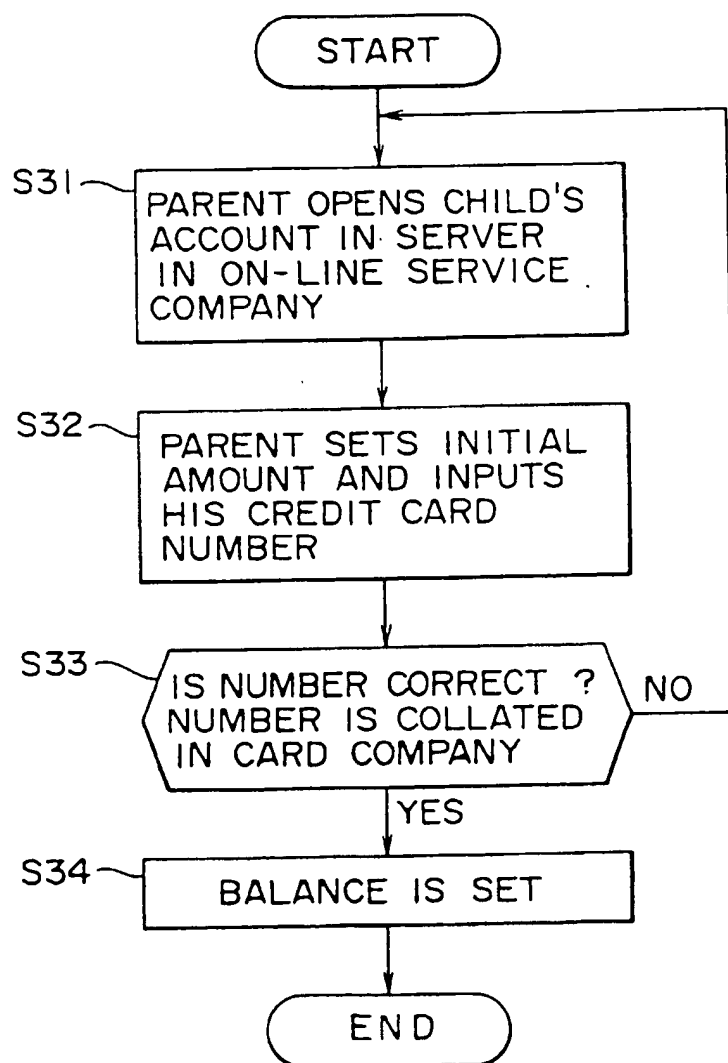 START
S31
PARENT OPENS CHILD'S
ACCOUNT IN SERVER
IN ON-LINE SERVICE
COMPANY
S32
PARENT SETS INITIAL
AMOUNT AND INPUTS
HIS CREDIT CARD
NUMBER
S33
IS NUMBER CORRECT ?
NUMBER IS COLLATED
IN CARD COMPANY
NO
YES
S34
BALANCE IS SET
END